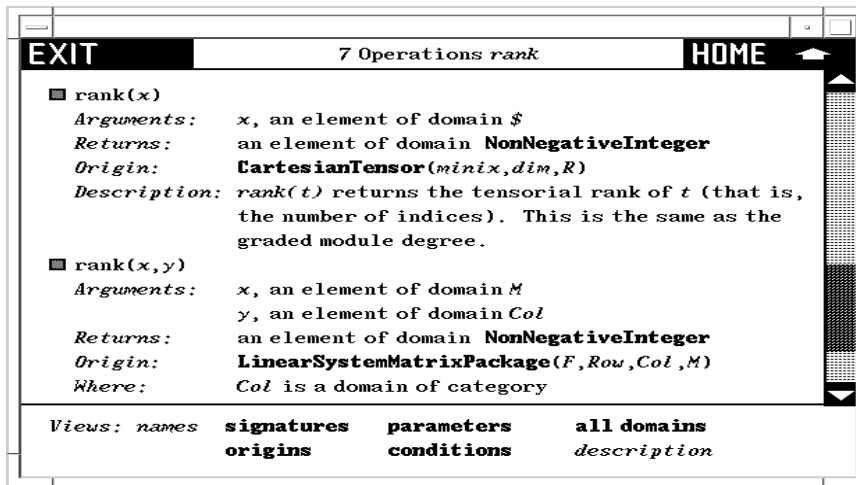 EXIT 7 Operations rank HOME
rank(x)
Arguments: x, an element of domain $
Returns: an element of domain NonNegativeInteger
Origin: CartesianTensor(minix,dim,R)
Description: rank(t) returns the tensorial rank of t (that is,
the number of indices). This is the same as the
graded module degree.
rank(x,y)
Arguments: x, an element of domain M
y, an element of domain Col
Returns: an element of domain NonNegativeInteger
Origin: LinearSystemMatrixPackage(F,Row,Col,M)
Where: Col is a domain of category
Views: names signatures parameters all domains
origins conditions description